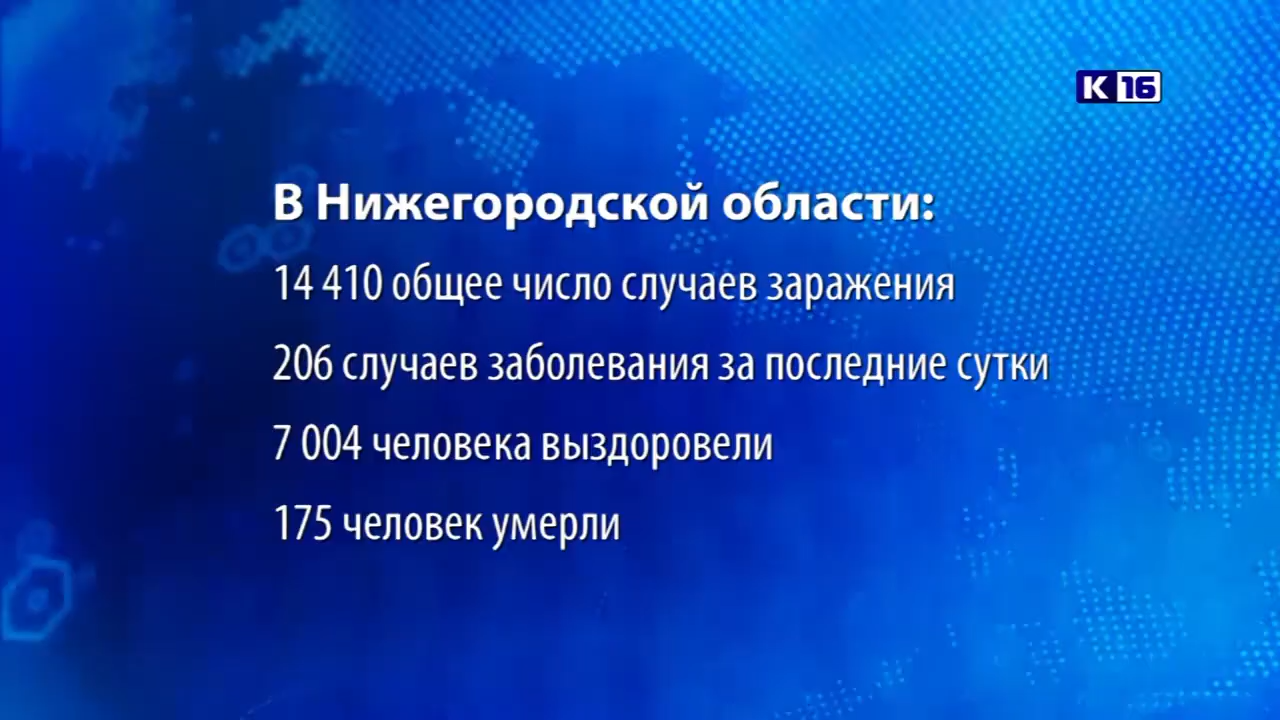 К 16
В Нижегородской области:
14 410 общее число случаев заражения
206 случаев заболевания за последние сутки
7 004 человека выздоровели
175 человек умерли